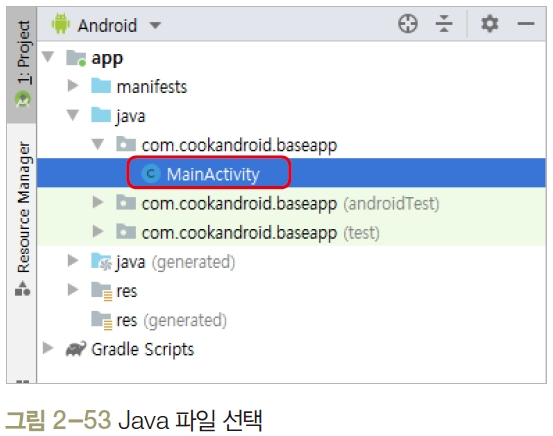 1: Project
Resource Manager
Android
app
manifests
java
com.cookandroid.baseapp
C MainActivity
com.cookandroid.baseapp (androidTest)
com.cookandroid.baseapp (test)
java (generated)
res
res (generated)
Gradle Scripts
그림 2-53 Java 파일 선택